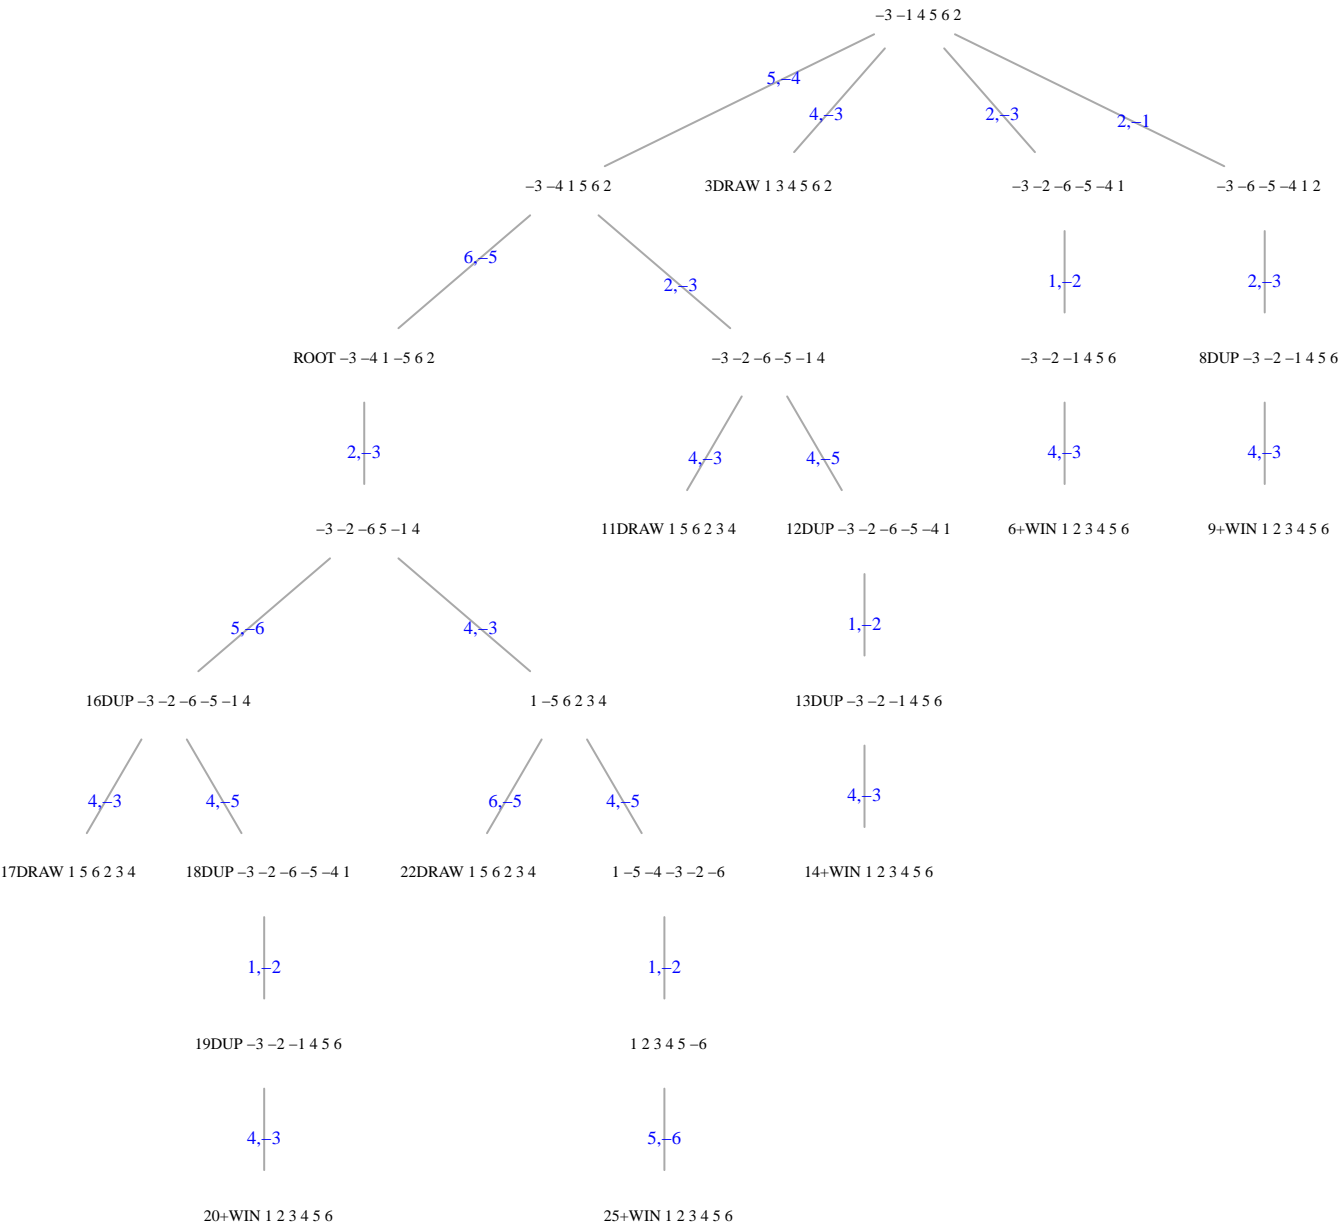 –3 –1 4 5 6 2
5,–4
4,–3
2,–3
2,–1
–3 –4 1 5 6 2
3DRAW 1 3 4 5 6 2
–3 –2 –6 –5 –4 1
–3 –6 –5 –4 1 2
6,–5
2,–3
1,–2
2,–3
ROOT –3 –4 1 –5 6 2
–3 –2 –6 –5 –1 4
–3 –2 –1 4 5 6
8DUP –3 –2 –1 4 5 6
2,–3
4,–3
4,–5
4,–3
4,–3
–3 –2 –6 5 –1 4
11DRAW 1 5 6 2 3 4
12DUP –3 –2 –6 –5 –4 1
6+WIN 1 2 3 4 5 6
9+WIN 1 2 3 4 5 6
5,–6
4,–3
1,–2
16DUP –3 –2 –6 –5 –1 4
1 –5 6 2 3 4
13DUP –3 –2 –1 4 5 6
4,–3
4,–5
6,–5
4,–5
4,–3
17DRAW 1 5 6 2 3 4
18DUP –3 –2 –6 –5 –4 1
22DRAW 1 5 6 2 3 4
1 –5 –4 –3 –2 –6
14+WIN 1 2 3 4 5 6
1,–2
1,–2
19DUP –3 –2 –1 4 5 6
1 2 3 4 5 –6
4,–3
5,–6
20+WIN 1 2 3 4 5 6
25+WIN 1 2 3 4 5 6